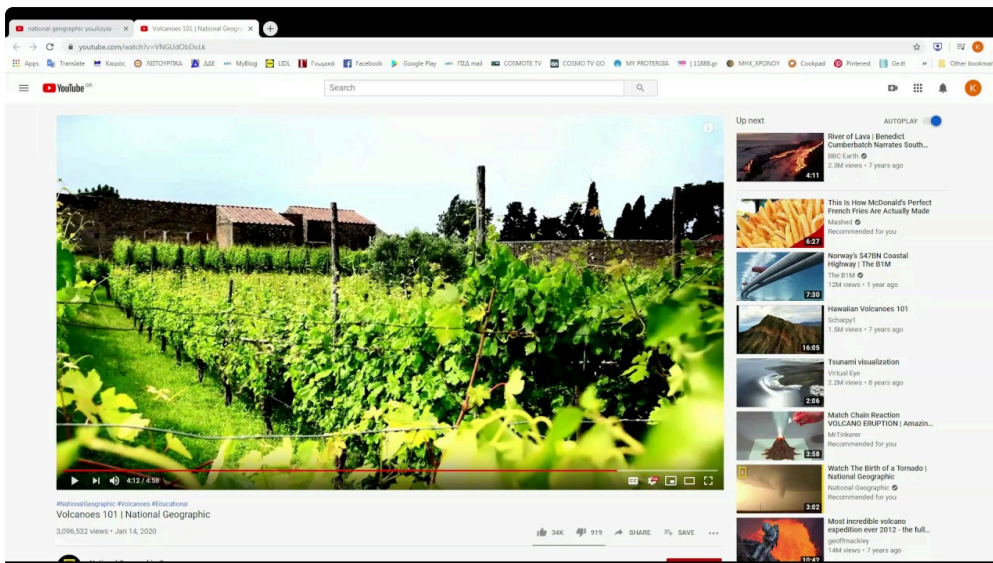 Volcanoes 101 | National Geogra
youtube.com/watch?v=VNGUdObDoLk
Apps
Translate
Καιρός
ΛΕΙΤΟΥΡΓΙΚΑ
ΔΔΕ
MyBlog
LIDL
Γνωμικά
Facebook
Google Play
ΠΣΔ mail
COSMOTE TV
COSMO TV GO
MY PROTERGIA
11888.gr
ΜΗΧ_ΧΡΟΝΟΥ
Cookpad
Pinterest
Ge.tt
Other bookmar
YouTube GR
Search
K
Up next
AUTOPLAY
River of Lava | Benedict
Cumberbatch Narrates South...
BBC Earth
2.3M views • 7 years ago
4:11
This Is How McDonald's Perfect
French Fries Are Actually Made
Mashed
Recommended for you
6:27
Norway's $47BN Coastal
Highway | The B1M
The B1M
12M views • 1 year ago
7:30
Hawaiian Volcanoes 101
Scharpy1
1.5M views • 7 years ago
16:05
Tsunami visualization
Virtual Eye
2.2M views • 8 years ago
2:06
Match Chain Reaction
VOLCANO ERUPTION | Amazin...
MrTinkerer
Recommended for you
3:58
Watch The Birth of a Tornado |
National Geographic
National Geographic
Recommended for you
3:02
Most incredible volcano
expedition ever 2012 - the full...
geoffmackley
14M views • 7 years ago
10:42
4:12 / 4:58
#NationalGeographic #Volcanoes #Educational
Volcanoes 101 | National Geographic
3,096,532 views • Jan 14, 2020
34K
919
SHARE
SAVE